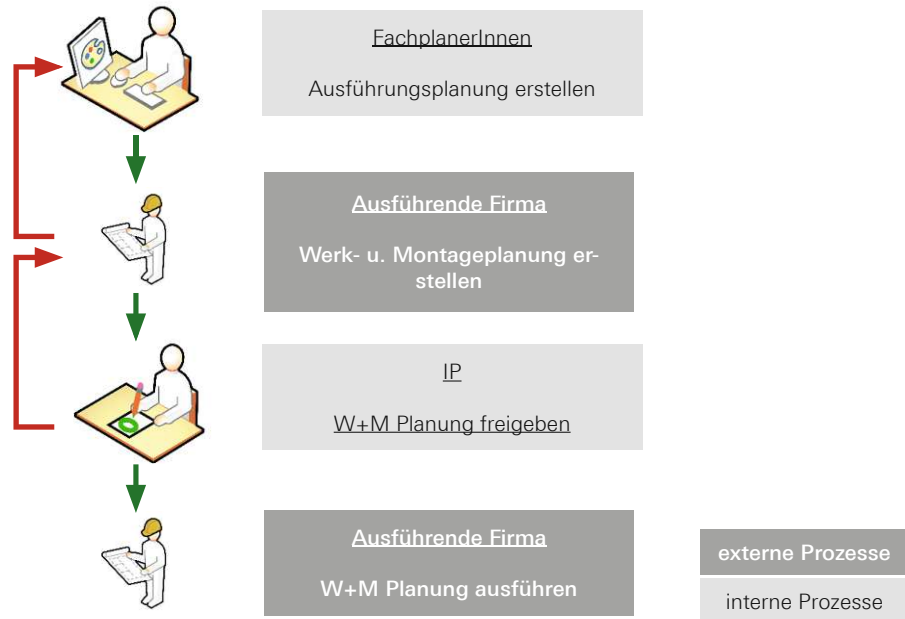 FachplanerInnen
Ausführungsplanung erstellen
Ausführende Firma
Werk- u. Montageplanung er-
stellen
IP
W+M Planung freigeben
Ausführende Firma
W+M Planung ausführen
externe Prozesse
interne Prozesse